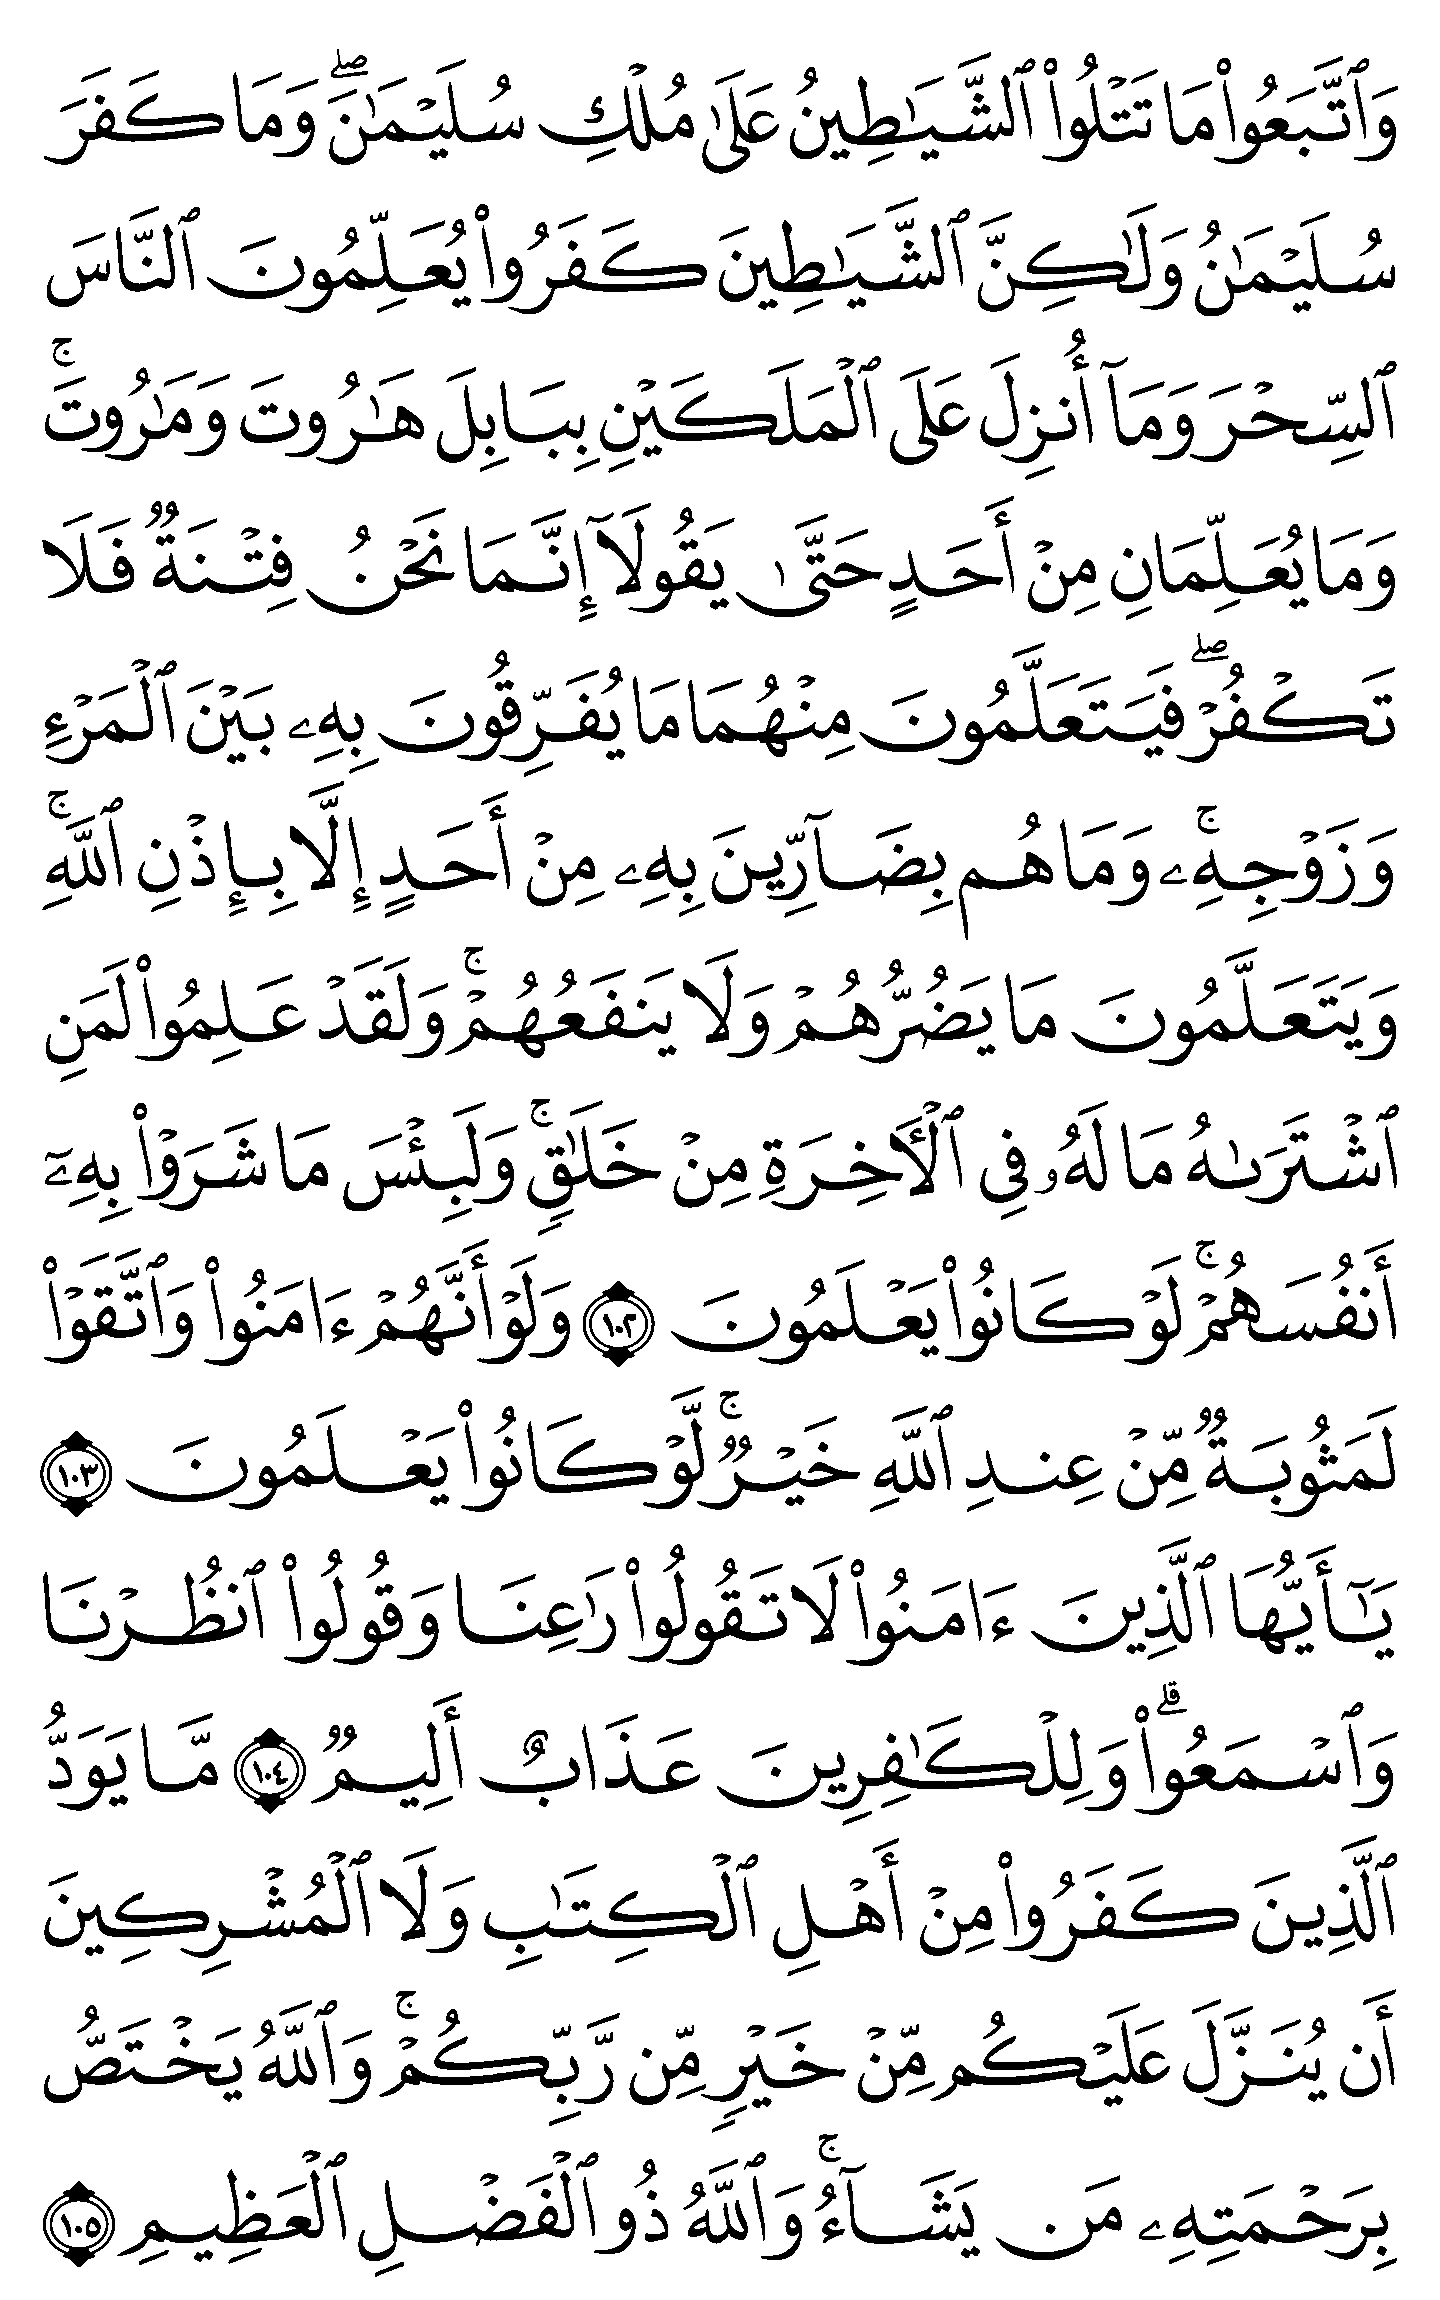 وَٱتَّبَعُوا۟ مَا تَتْلُوا۟ ٱلشَّيَـٰطِينُ عَلَىٰ مُلْكِ سُلَيْمَـٰنَ ۖ وَمَا كَفَرَ
سُلَيْمَـٰنُ وَلَـٰكِنَّ ٱلشَّيَـٰطِينَ كَفَرُوا۟ يُعَلِّمُونَ ٱلنَّاسَ
ٱلسِّحْرَ وَمَآ أُنزِلَ عَلَى ٱلْمَلَكَيْنِ بِبَابِلَ هَـٰرُوتَ وَمَـٰرُوتَ ۚ
وَمَا يُعَلِّمَانِ مِنْ أَحَدٍ حَتَّىٰ يَقُولَآ إِنَّمَا نَحْنُ فِتْنَةٌ فَلَا
تَكْفُرْ ۖ فَيَتَعَلَّمُونَ مِنْهُمَا مَا يُفَرِّقُونَ بِهِۦ بَيْنَ ٱلْمَرْءِ
وَزَوْجِهِۦ ۚ وَمَا هُم بِضَآرِّينَ بِهِۦ مِنْ أَحَدٍ إِلَّا بِإِذْنِ ٱللَّهِ ۚ
وَيَتَعَلَّمُونَ مَا يَضُرُّهُمْ وَلَا يَنفَعُهُمْ ۚ وَلَقَدْ عَلِمُوا۟ لَمَنِ
ٱشْتَرَىٰهُ مَا لَهُۥ فِى ٱلْـَٔاخِرَةِ مِنْ خَلَـٰقٍ ۚ وَلَبِئْسَ مَا شَرَوْا۟ بِهِۦٓ
أَنفُسَهُمْ ۚ لَوْ كَانُوا۟ يَعْلَمُونَ ١٠٢ وَلَوْ أَنَّهُمْ ءَامَنُوا۟ وَٱتَّقَوْا۟
لَمَثُوبَةٌ مِّنْ عِندِ ٱللَّهِ خَيْرٌ ۚ لَّوْ كَانُوا۟ يَعْلَمُونَ ١٠٣
يَـٰٓأَيُّهَا ٱلَّذِينَ ءَامَنُوا۟ لَا تَقُولُوا۟ رَٰعِنَا وَقُولُوا۟ ٱنظُرْنَا
وَٱسْمَعُوا۟ ۗ وَلِلْكَـٰفِرِينَ عَذَابٌ أَلِيمٌ ١٠٤ مَّا يَوَدُّ
ٱلَّذِينَ كَفَرُوا۟ مِنْ أَهْلِ ٱلْكِتَـٰبِ وَلَا ٱلْمُشْرِكِينَ
أَن يُنَزَّلَ عَلَيْكُم مِّنْ خَيْرٍ مِّن رَّبِّكُمْ ۚ وَٱللَّهُ يَخْتَصُّ
بِرَحْمَتِهِۦ مَن يَشَآءُ ۚ وَٱللَّهُ ذُو ٱلْفَضْلِ ٱلْعَظِيمِ ١٠٥